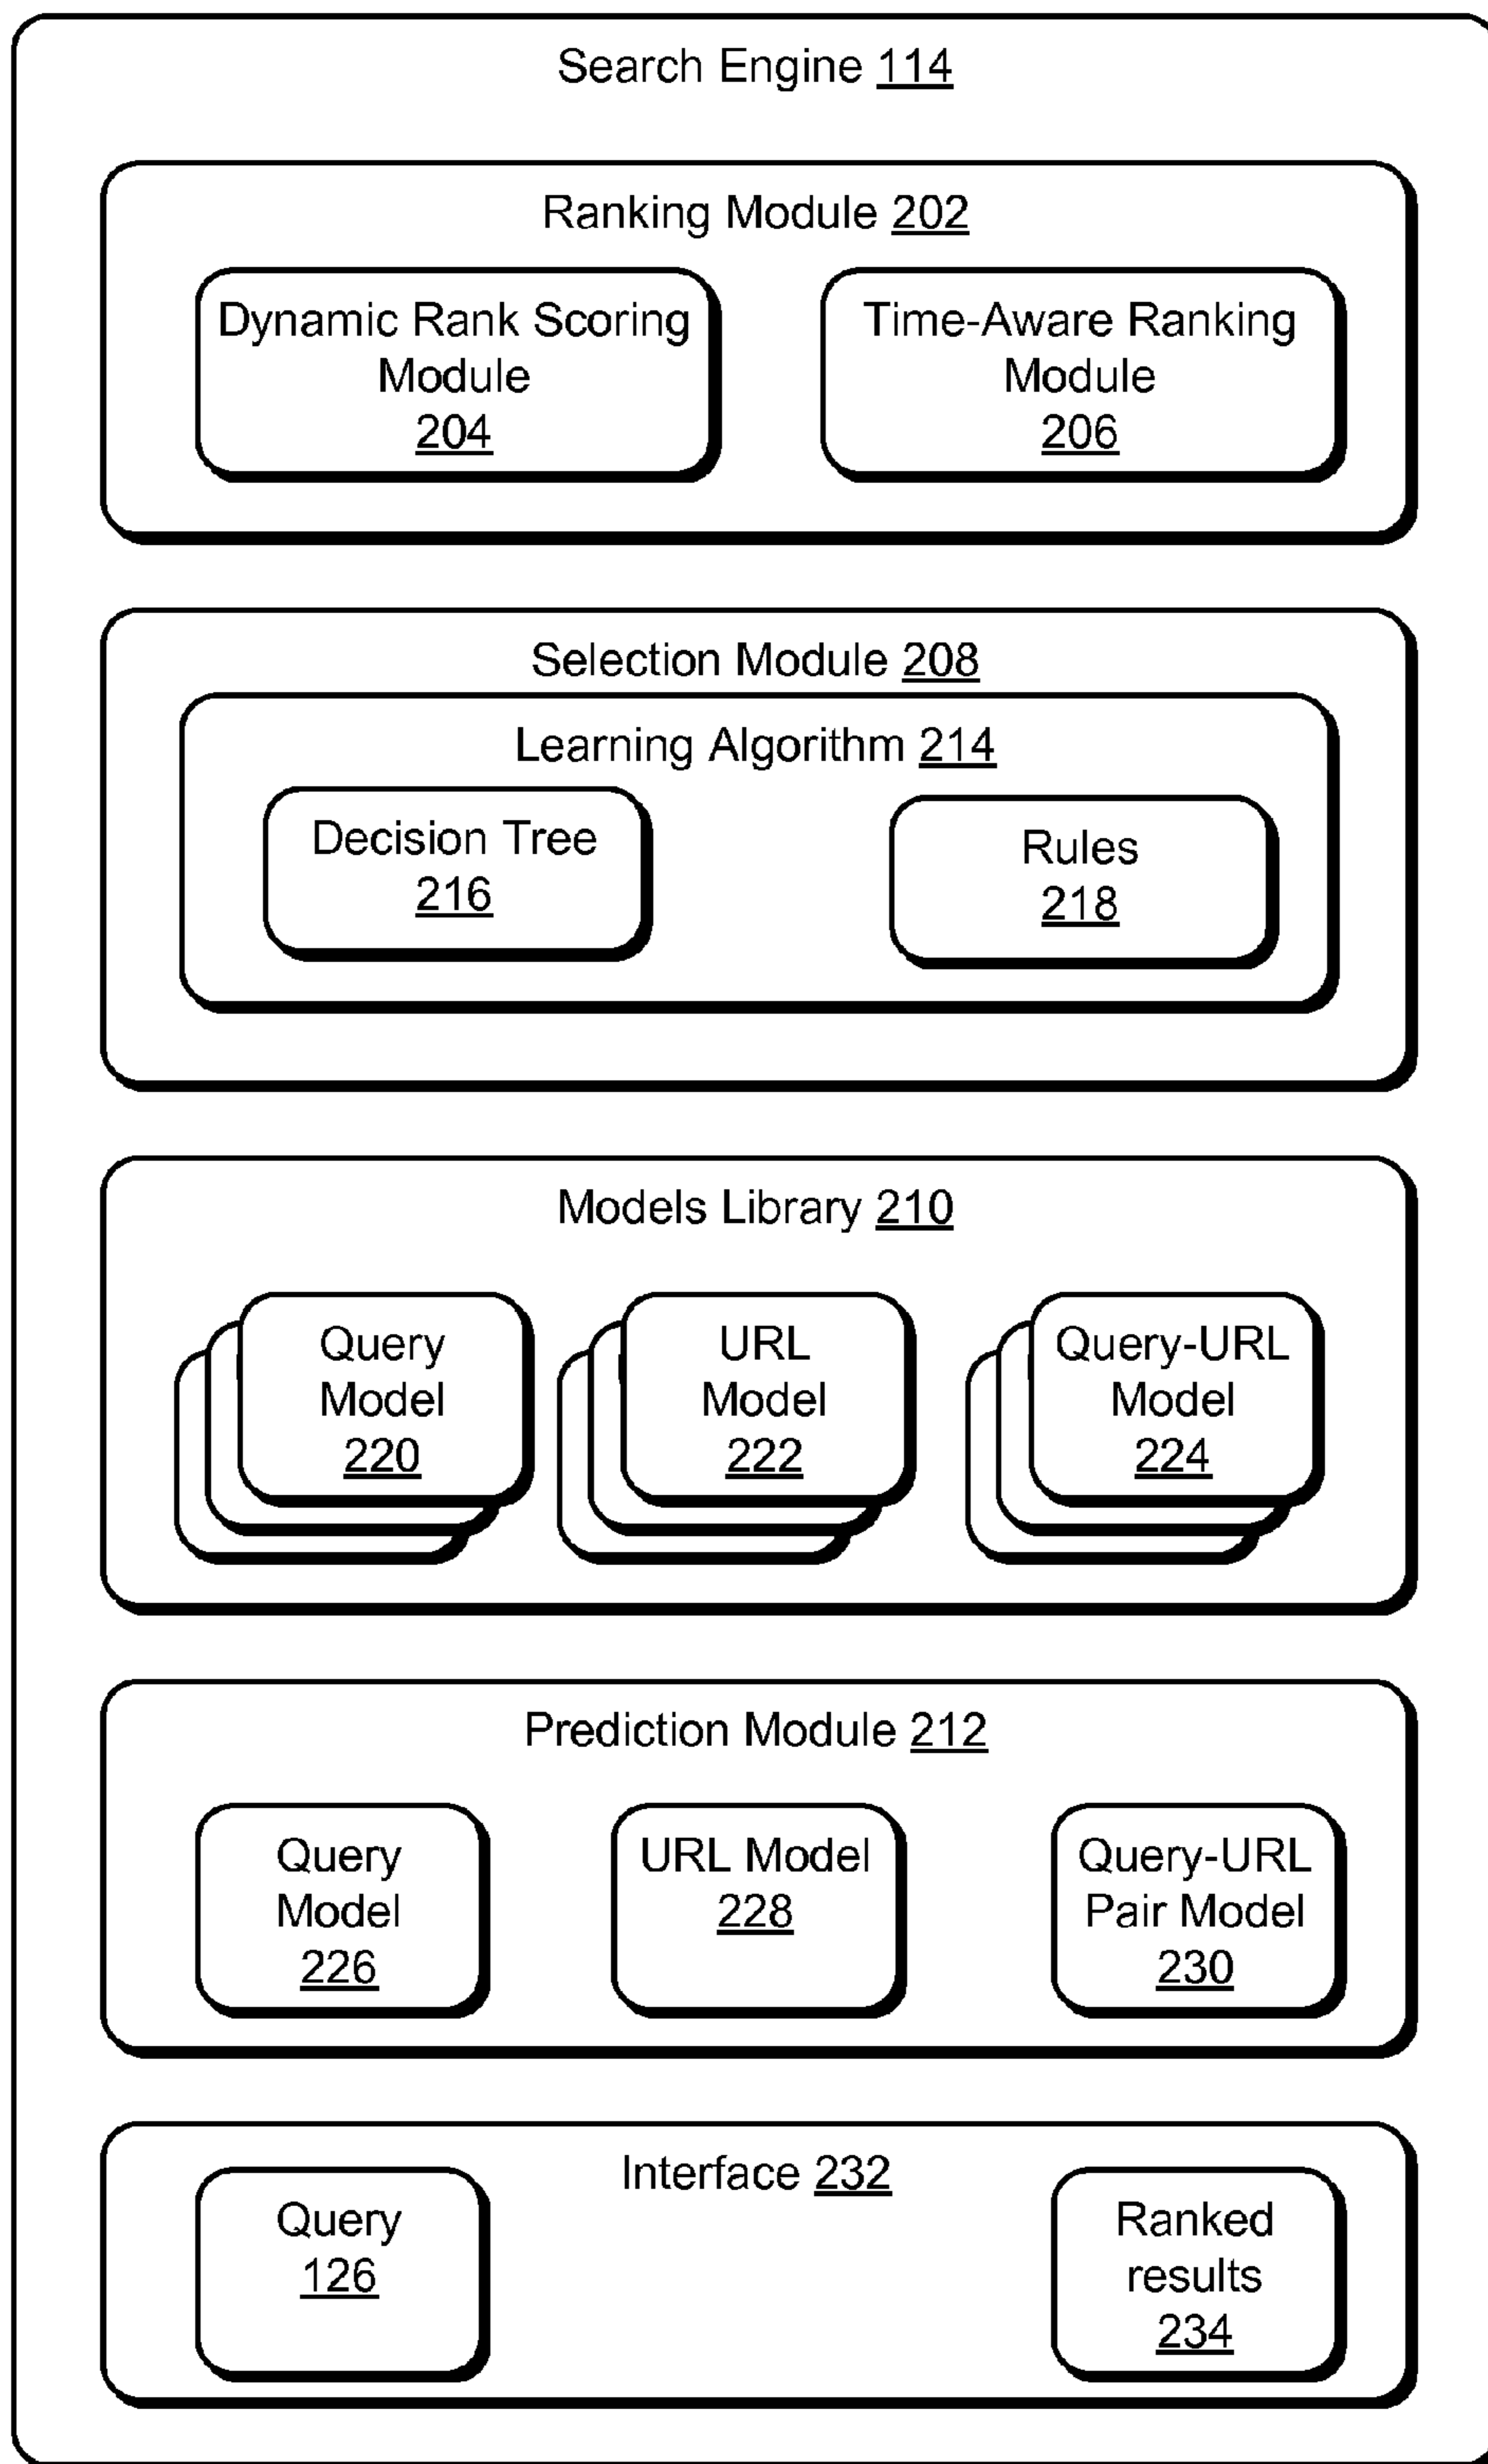 Search Engine 114
Ranking Module 202
Dynamic Rank Scoring
Module
204
Time-Aware Ranking
Module
206
Selection Module 208
Learning Algorithm 214
Decision Tree
216
Rules
218
Models Library 210
Query
Model
220
URL
Model
222
Query-URL
Model
224
Prediction Module 212
Query
Model
226
URL Model
228
Query-URL
Pair Model
230
Interface 232
Query
126
Ranked
results
234